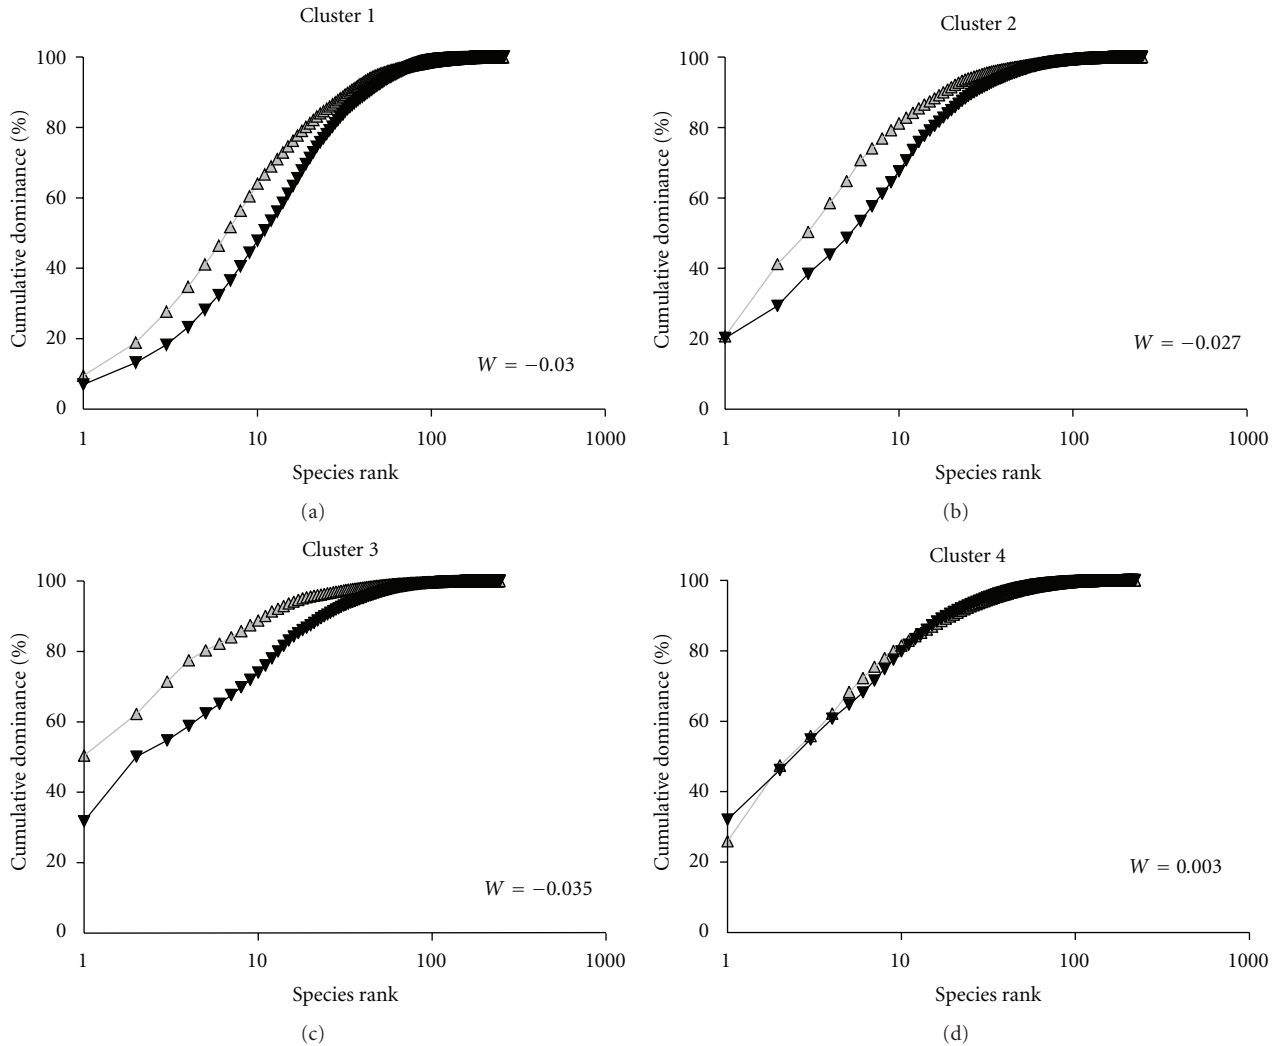 Cluster 1
Cumulative dominance (%)
100
80
60
40
20
0
W = −0.03
1
10
100
1000
Species rank
(a)
Cluster 2
Cumulative dominance (%)
100
80
60
40
20
0
W = −0.027
1
10
100
1000
Species rank
(b)
Cluster 3
Cumulative dominance (%)
100
80
60
40
20
0
W = −0.035
1
10
100
1000
Species rank
(c)
Cluster 4
Cumulative dominance (%)
100
80
60
40
20
0
W = 0.003
1
10
100
1000
Species rank
(d)